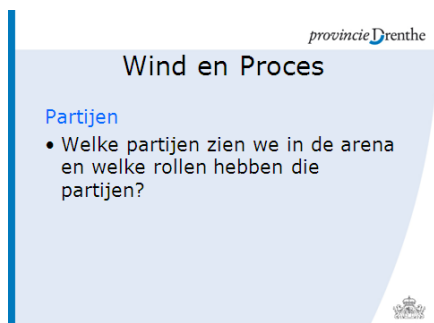 provincie Drenthe
Wind en Proces
Partijen
• Welke partijen zien we in de arena
en welke rollen hebben die
partijen?